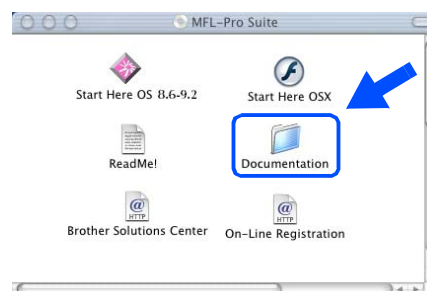 MFL-Pro Suite
Start Here OS 8.6-9.2
Start Here OSX
ReadMe!
Documentation
@
HTTP
Brother Solutions Center
@
HTTP
On-Line Registration